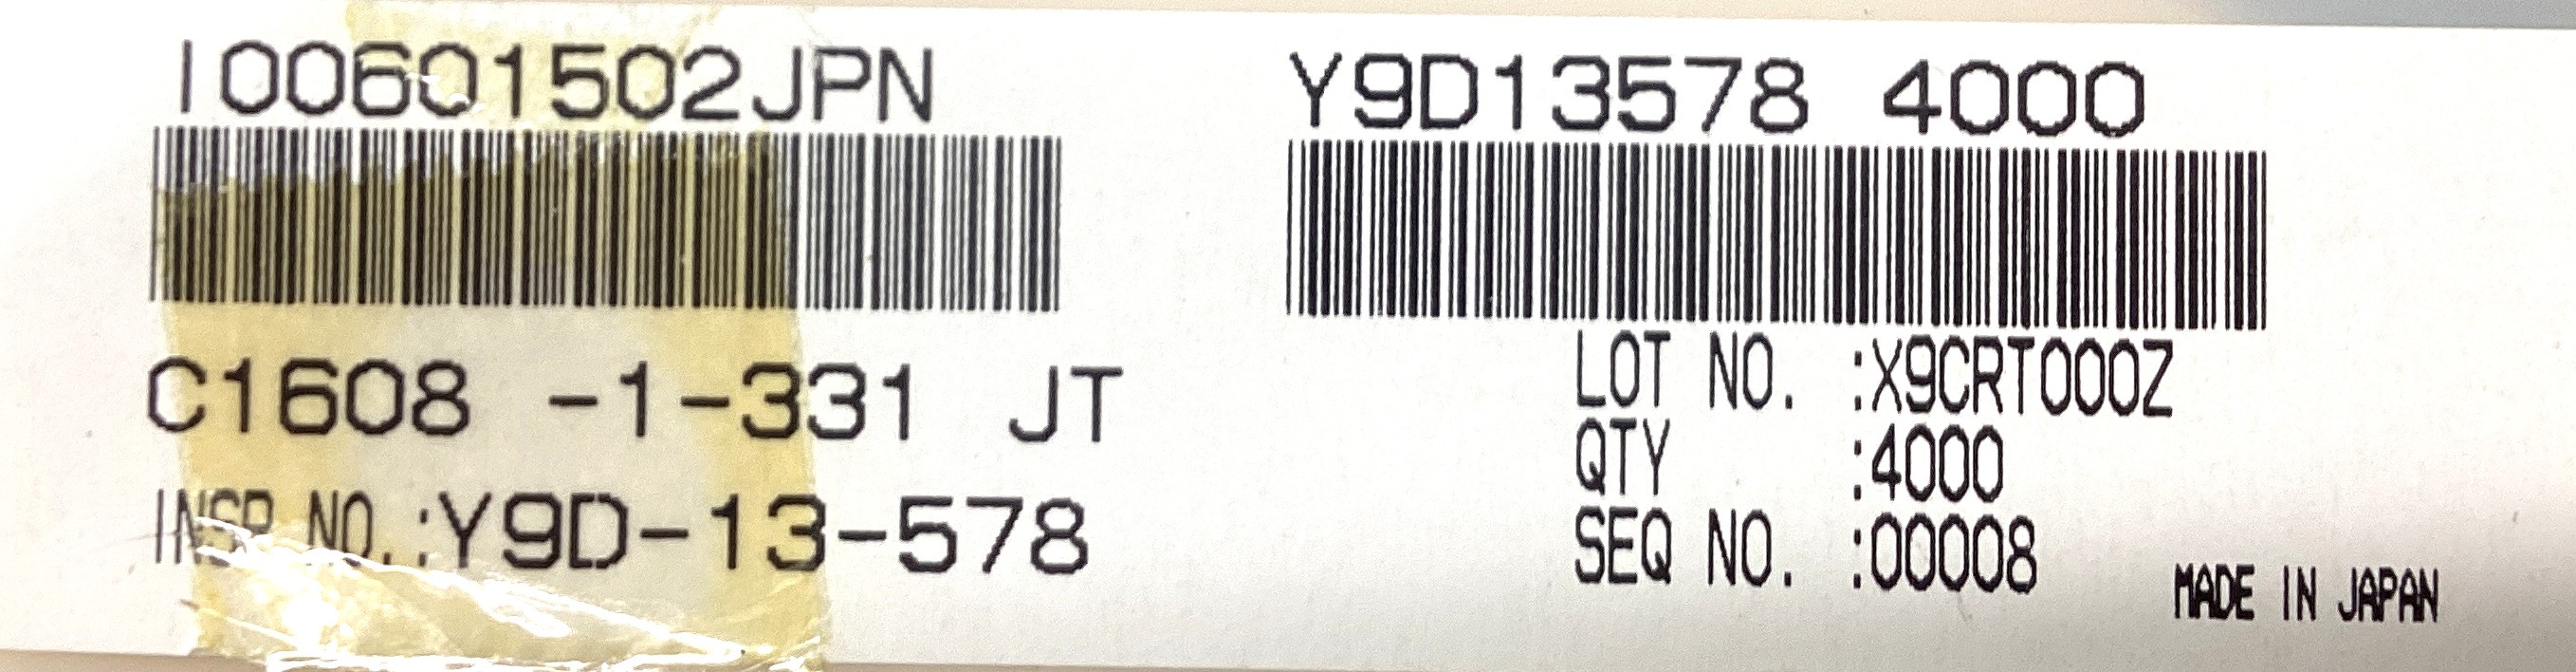 I00601502JPN
Y9D13578 4000
C1608 -1-331 JT
INSP NO.:Y9D-13-578
LOT NO. :X9CRT000Z
QTY :4000
SEQ NO. :00008
MADE IN JAPAN